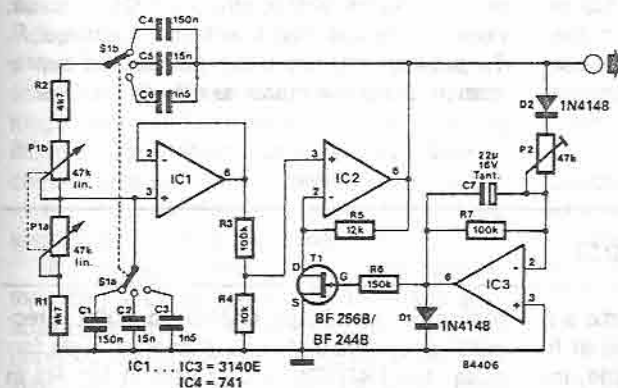 C4
150n
S1b
C5
15n
C6
1n5
R2
4k7
P1b
47k
lin.
P1a
47k
lin.
R1
4k7
2
3
6
IC1
S1a
C1
150n
C2
15n
C3
1n5
R3
100k
R4
10k
3
2
6
IC2
R5
12k
D
T1
G
S
BF 256B/
BF 244B
R6
150k
D1
1N4148
D2
1N4148
P2
47k
22µ
16V
Tant.
C7
R7
100k
6
2
3
IC3
84406
IC1 . . . IC3 = 3140E
IC4 = 741